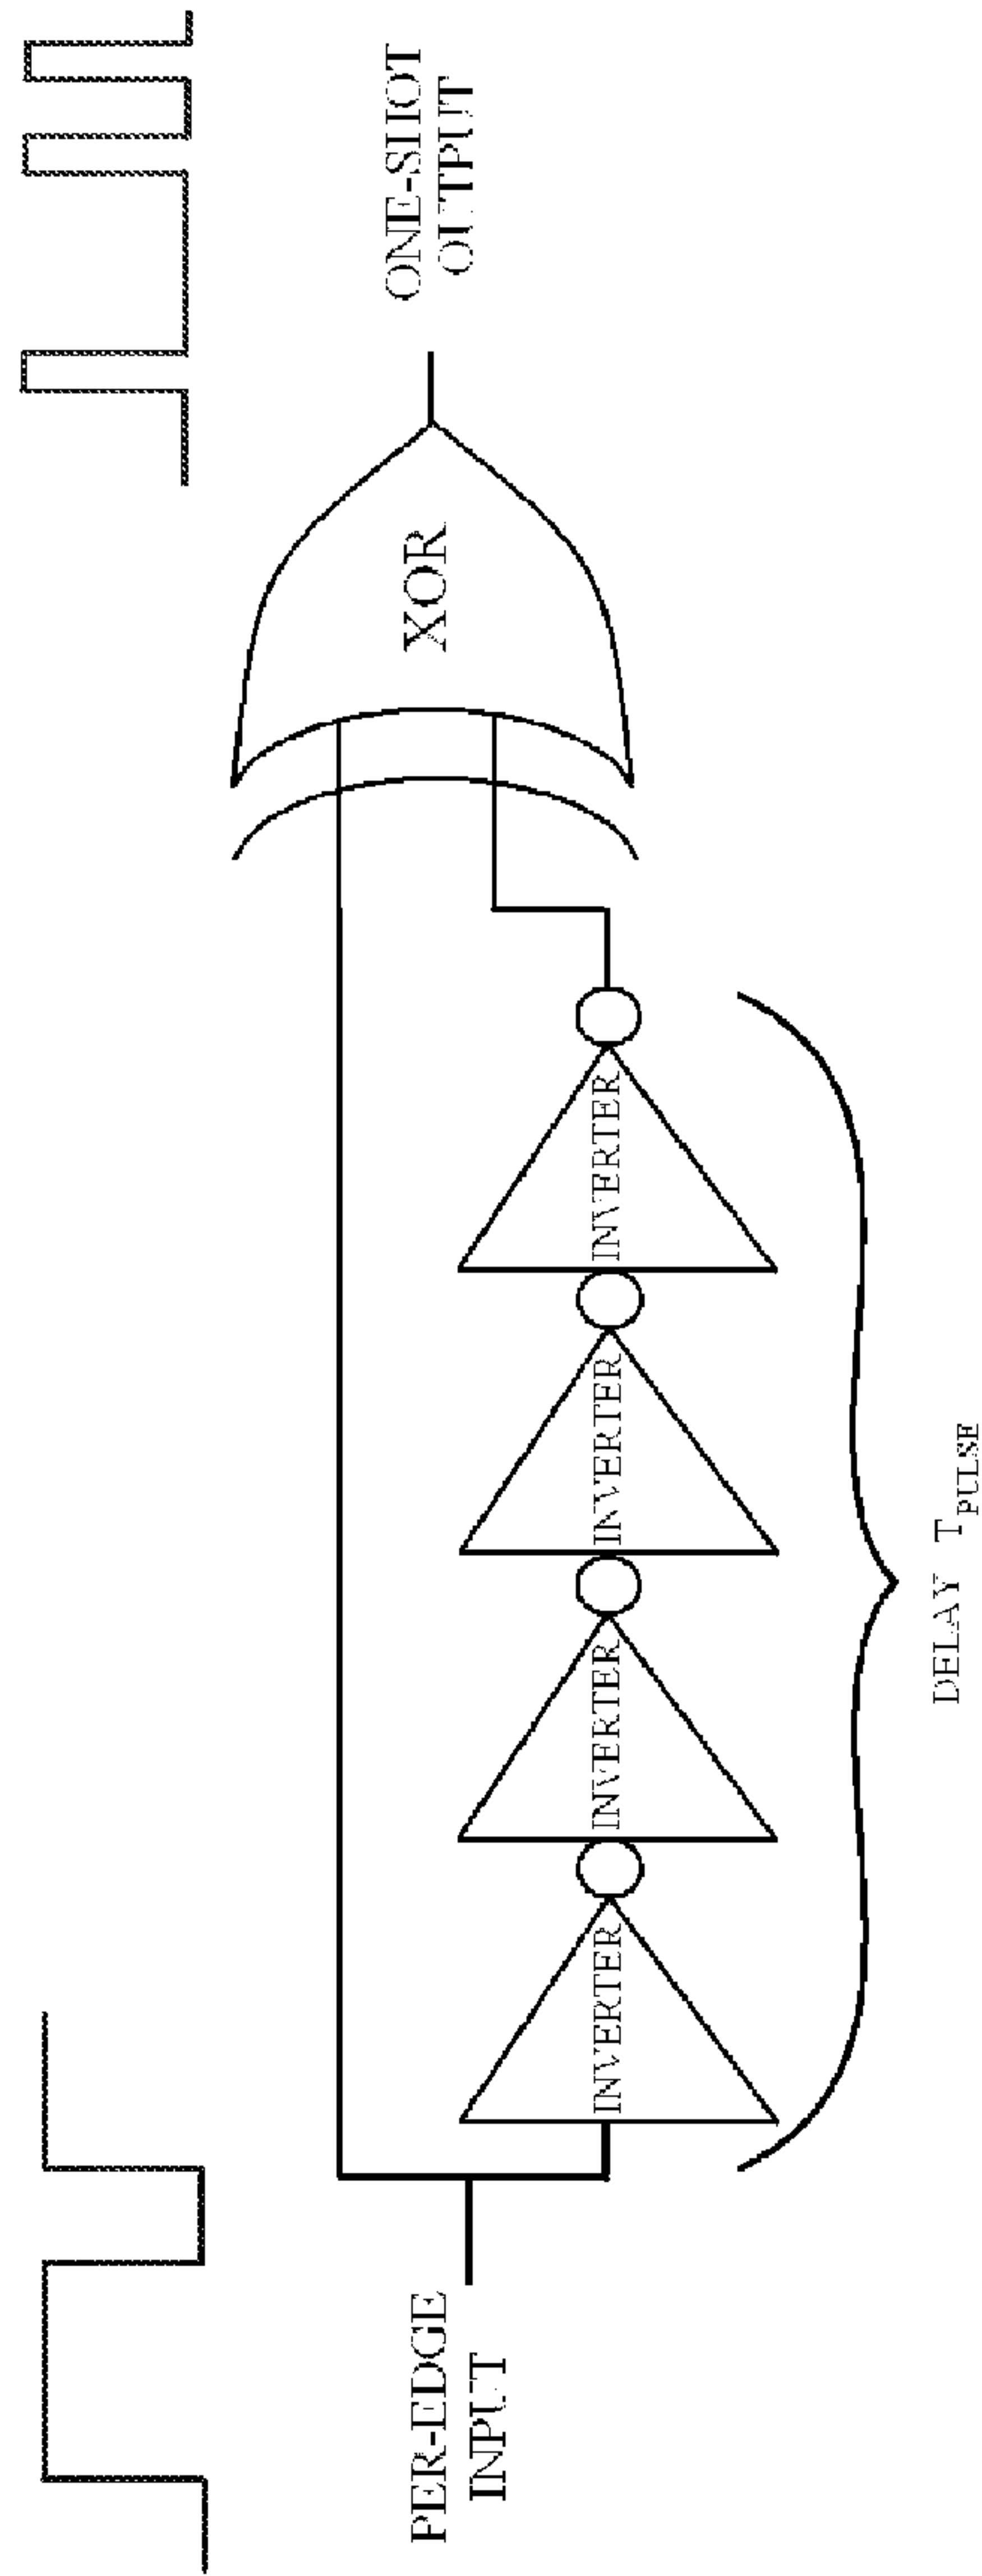 PER-EDGE
INPUT
INVERTER
INVERTER
INVERTER
INVERTER
DELAY T PULSE
XOR
ONE-SHOT
OUTPUT